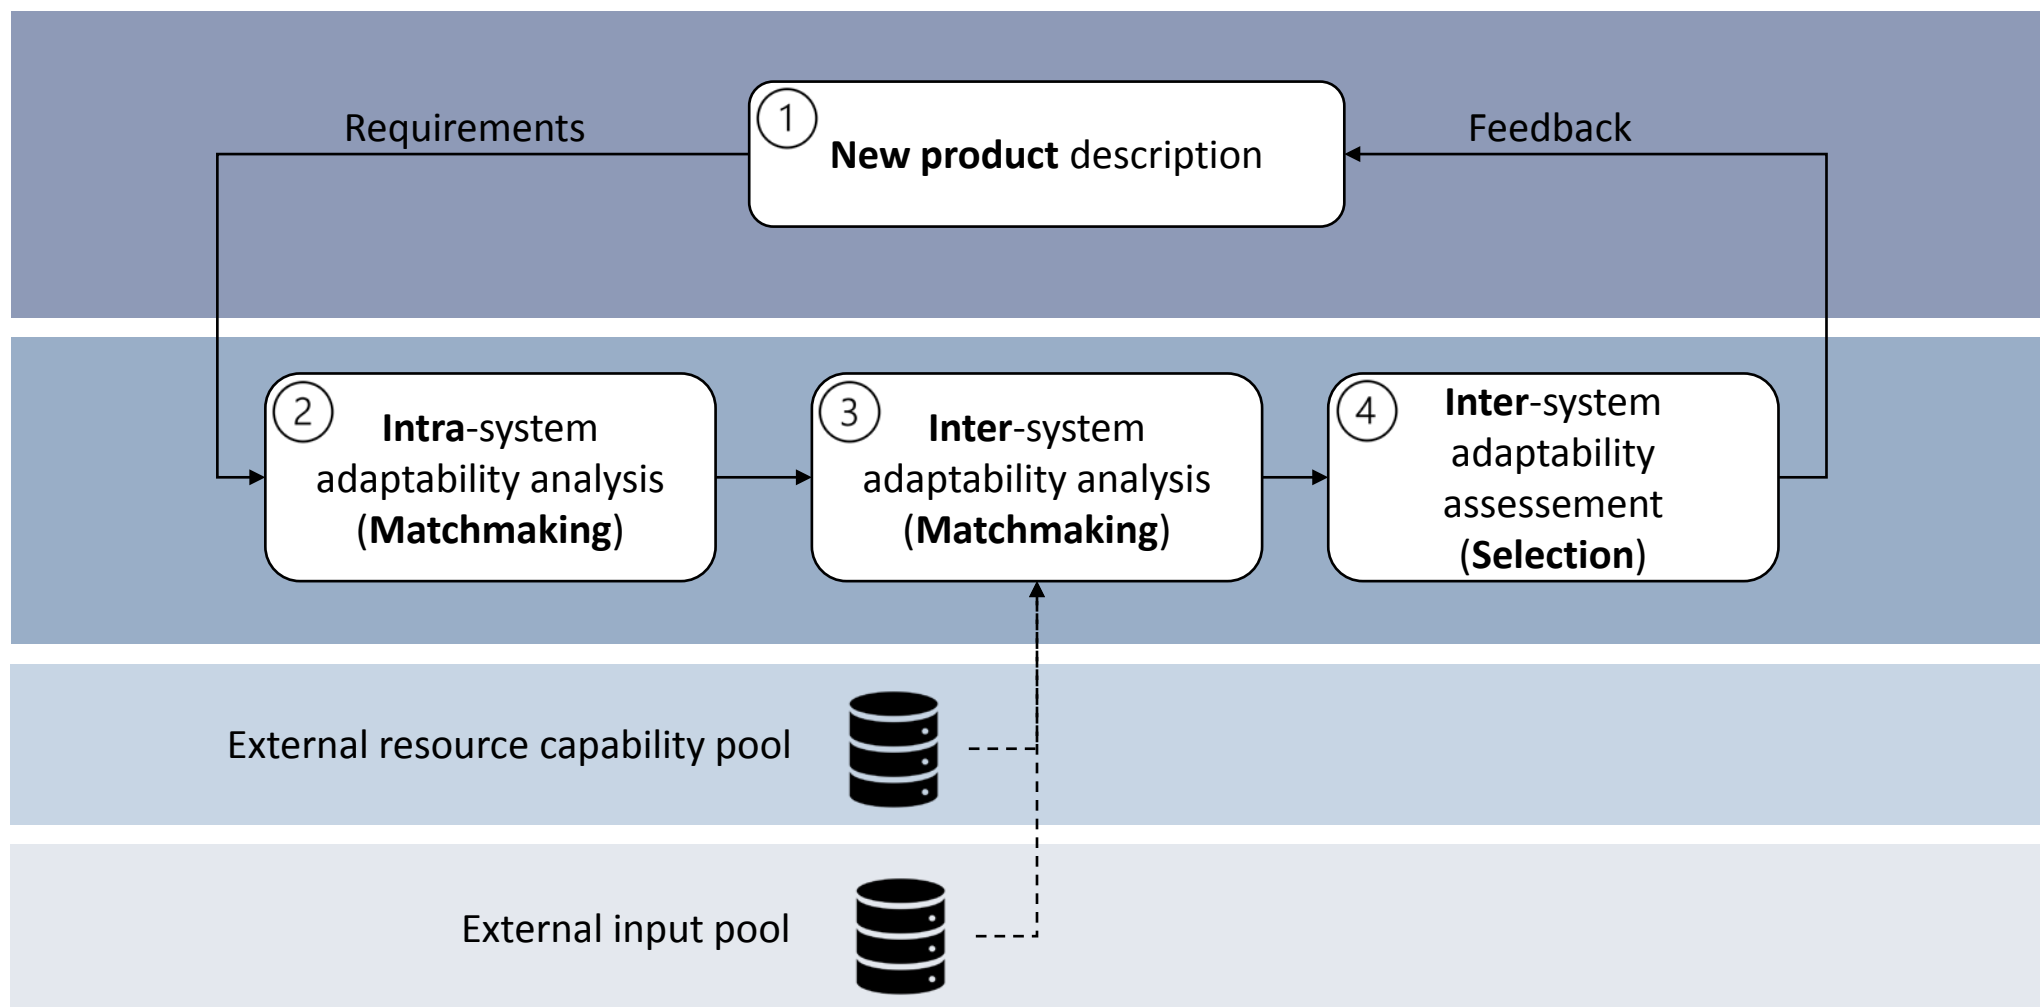 Requirements
1
New product description
Feedback
2
Intra-system
adaptability analysis
(Matchmaking)
3
Inter-system
adaptability analysis
(Matchmaking)
4
Inter-system
adaptability
assessement
(Selection)
External resource capability pool
External input pool